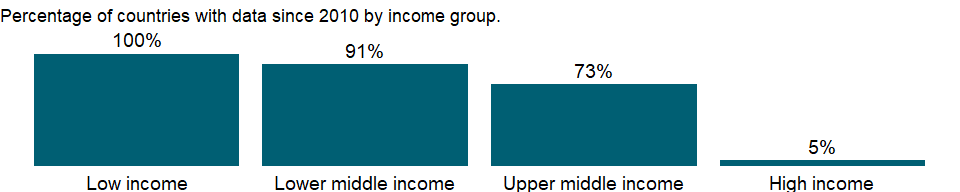 Percentage of countries with data since 2010 by income group.
100%
91%
73%
5%
Low income
Lower middle income
Upper middle income
High income